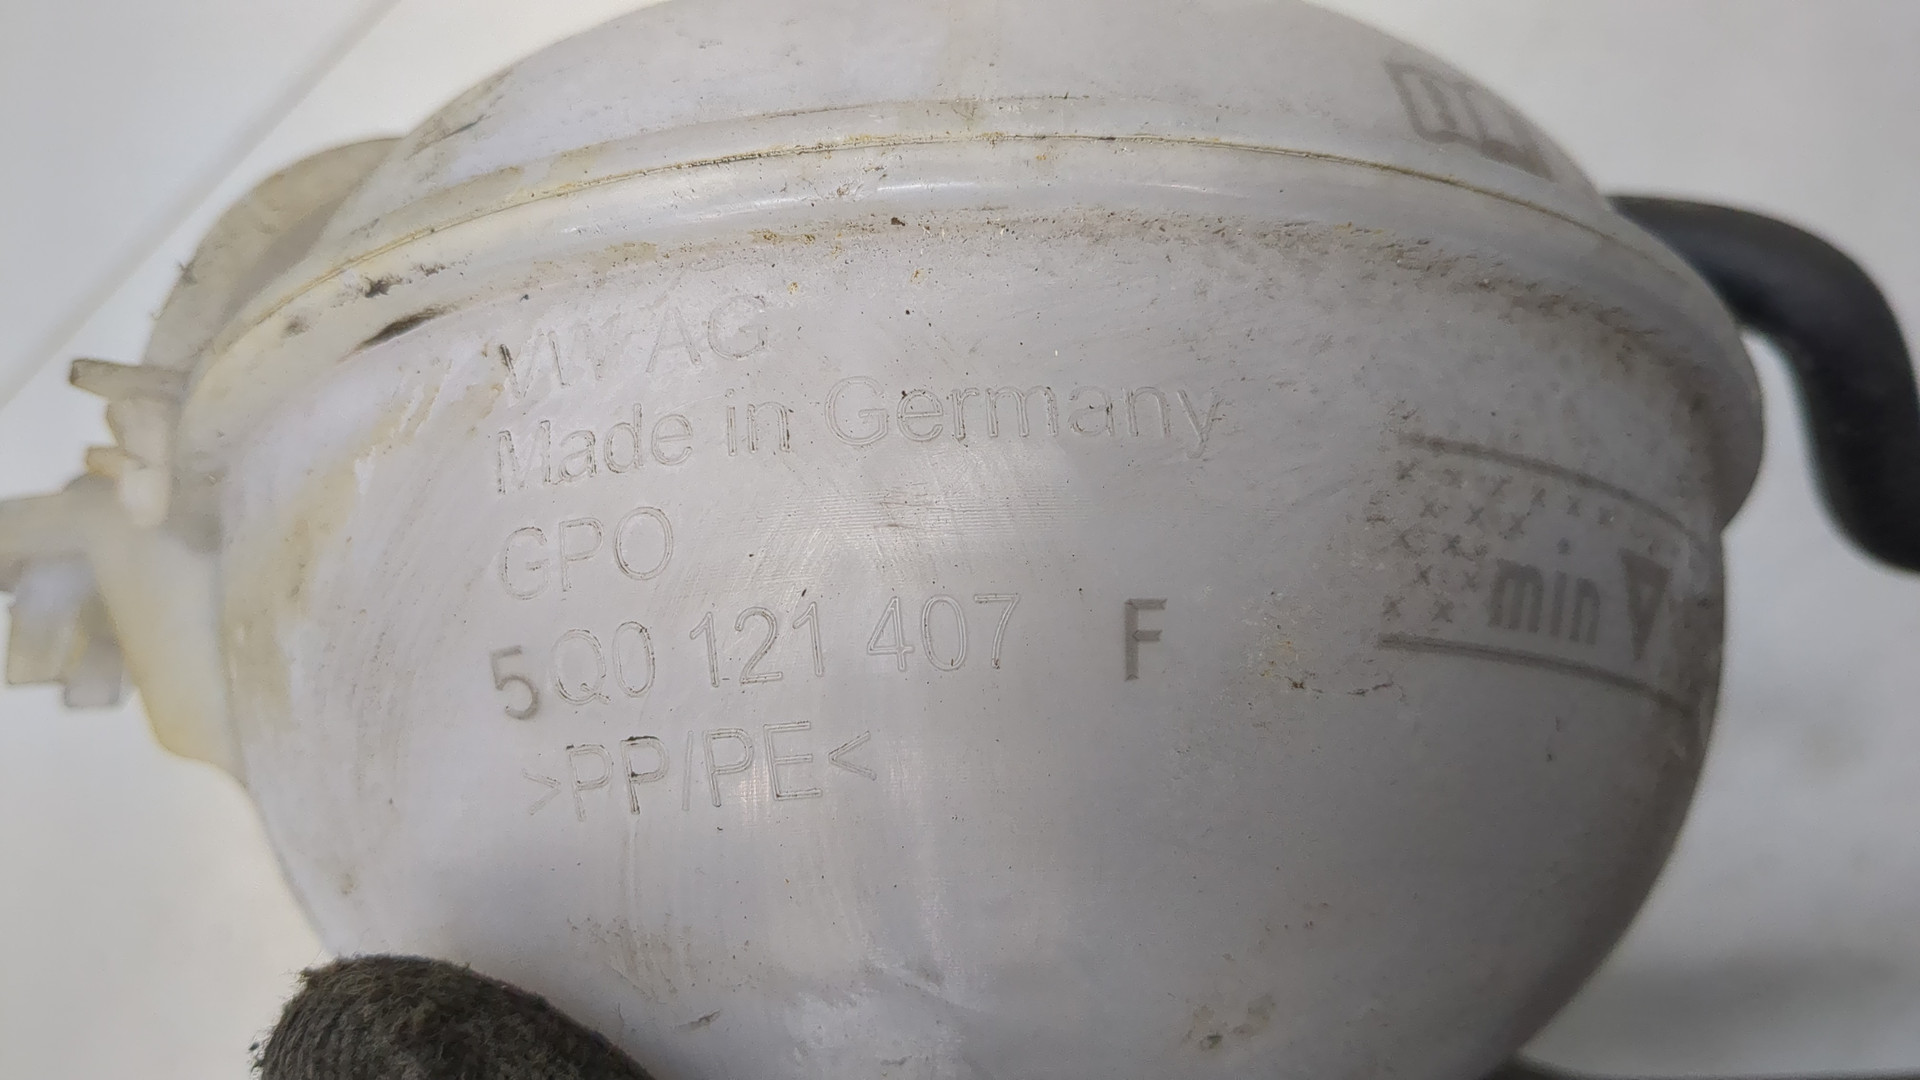 VW AG
Made in Germany
GPO
5Q0 121 407 F
>PP/PE<
min